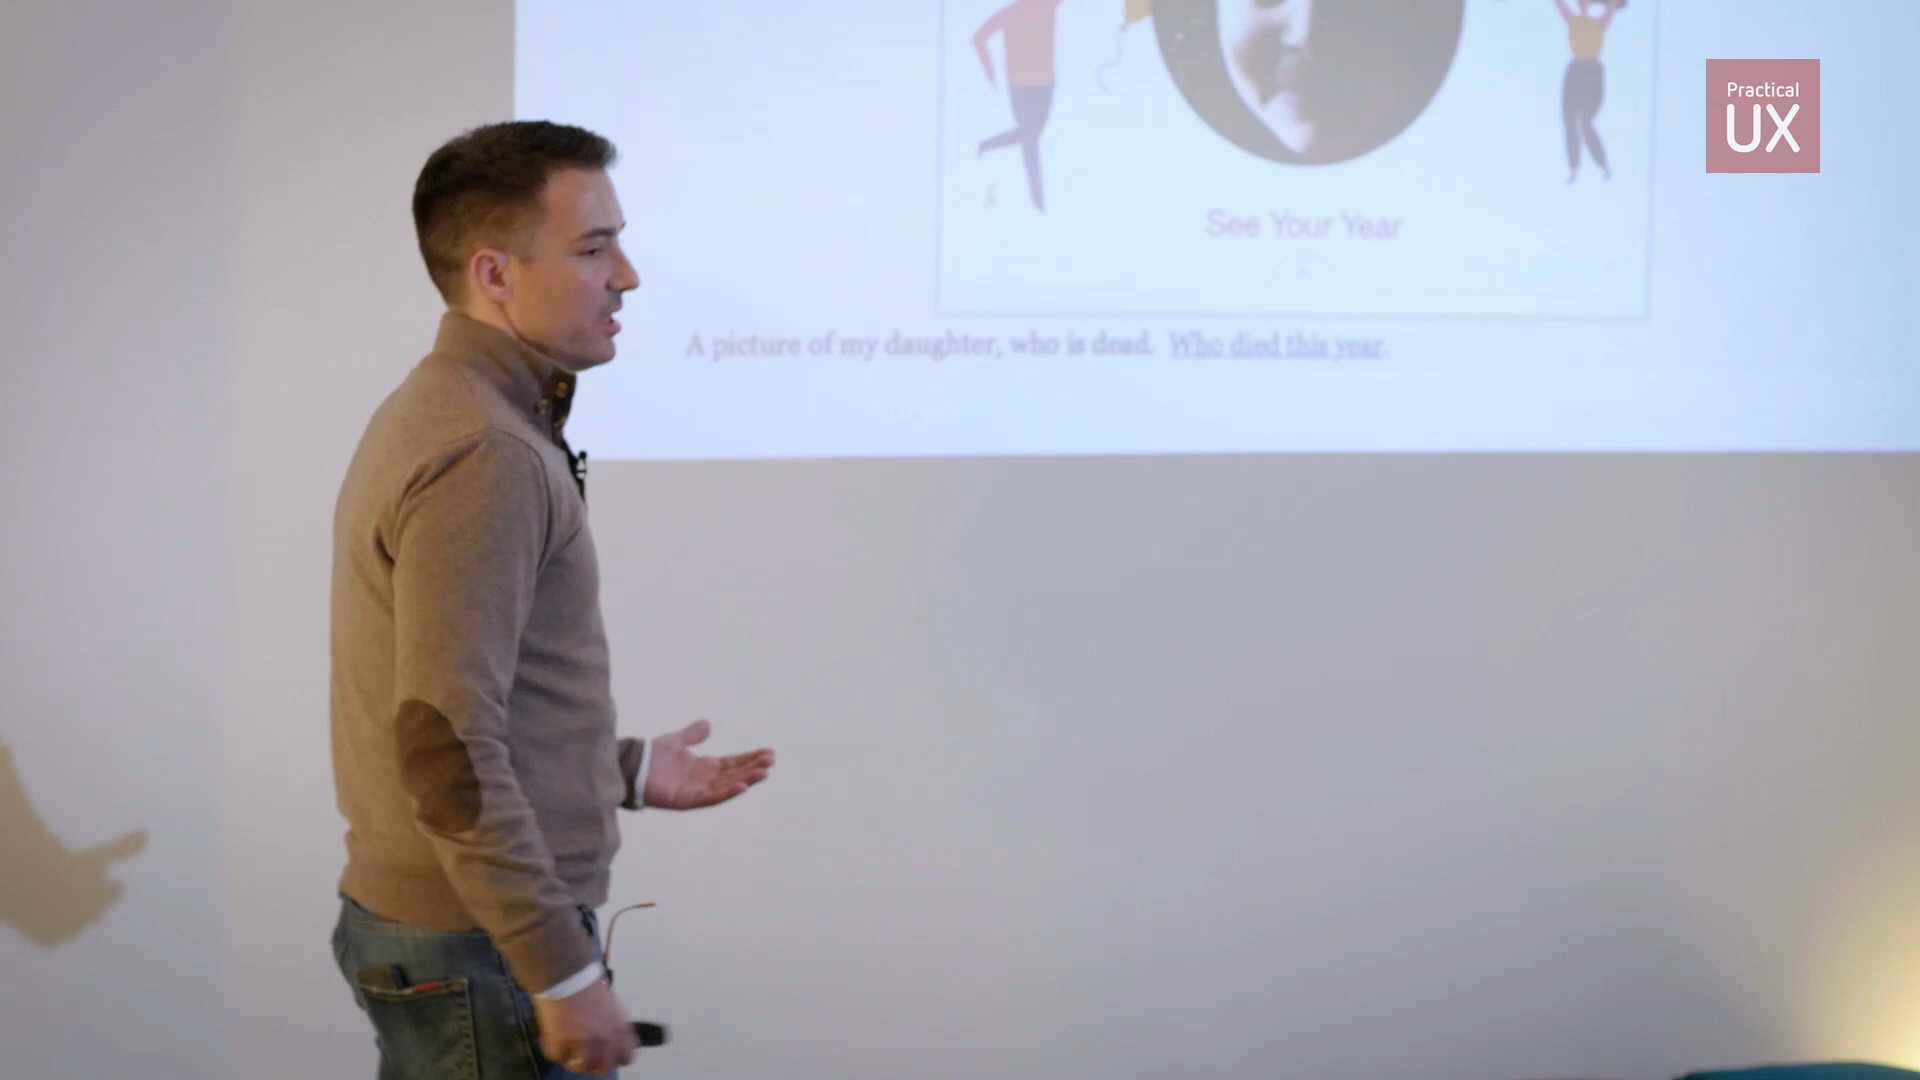 Practical
UX
See Your Year
A picture of my daughter, who is dead. Who died this year.